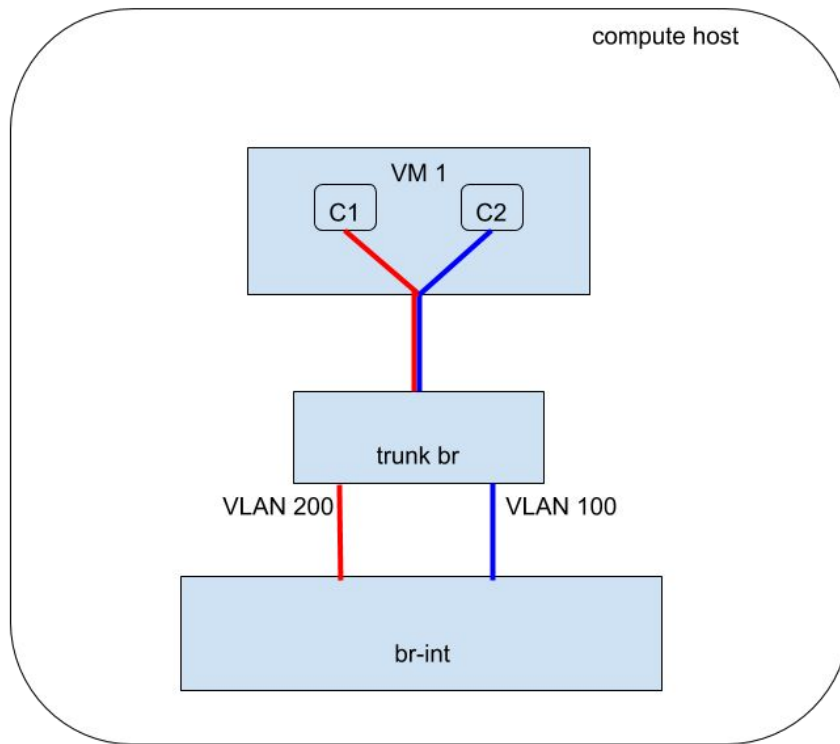 compute host
VM 1
C1
C2
trunk br
VLAN 200
VLAN 100
br-int